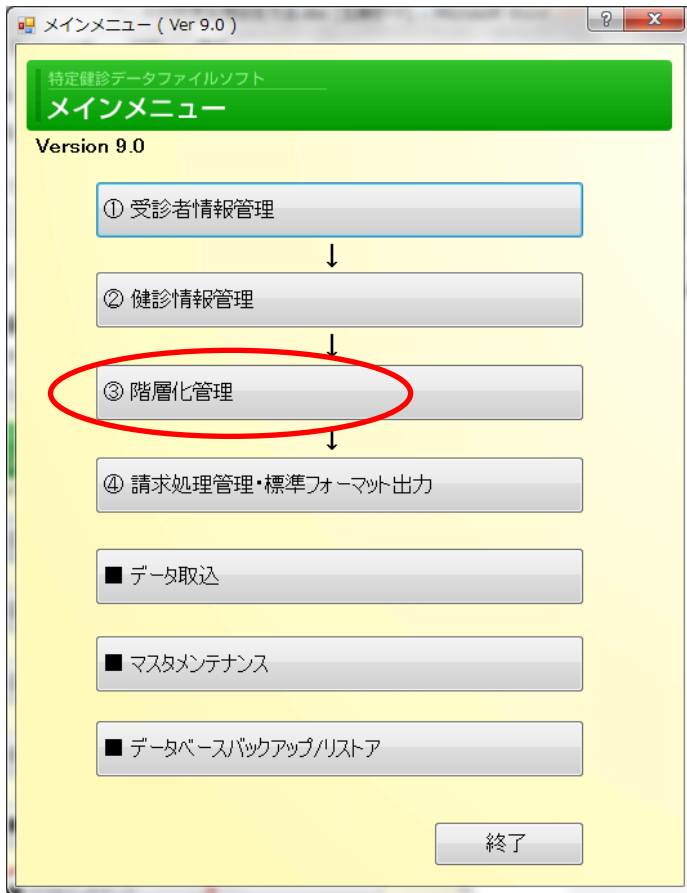 メインメニュー ( Ver 9.0 )
特定健診データファイルソフト
メインメニュー
Version 9.0
① 受診者情報管理
↓
② 健診情報管理
↓
③ 階層化管理
↓
④ 請求処理管理・標準フォーマット出力
■ データ取込
■ マスタメンテナンス
■ データベースバックアップ/リストア
終了